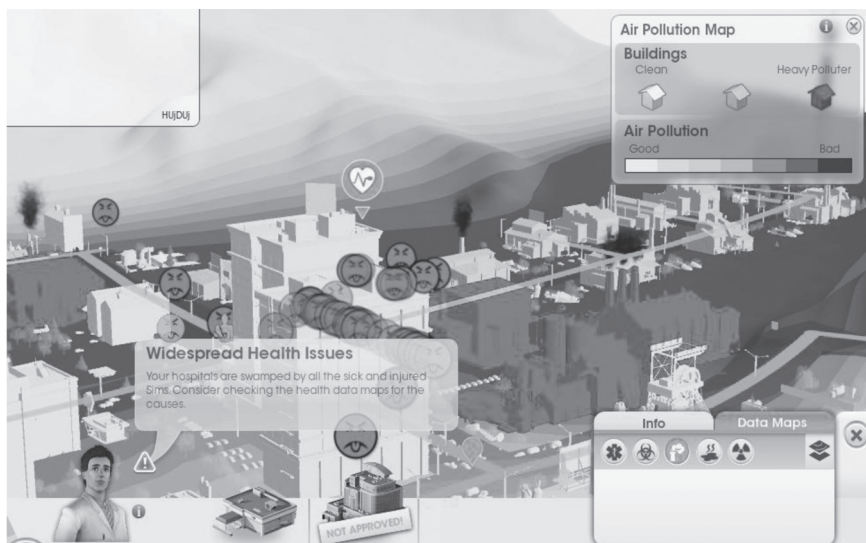 HUjDUj
Air Pollution Map
Buildings
Clean
Heavy Polluter
Air Pollution
Good
Bad
Widespread Health Issues
Your hospitals are swamped by all the sick and injured
Sims. Consider checking the health data maps for the
causes.
Info
Data Maps
NOT APPROVED!